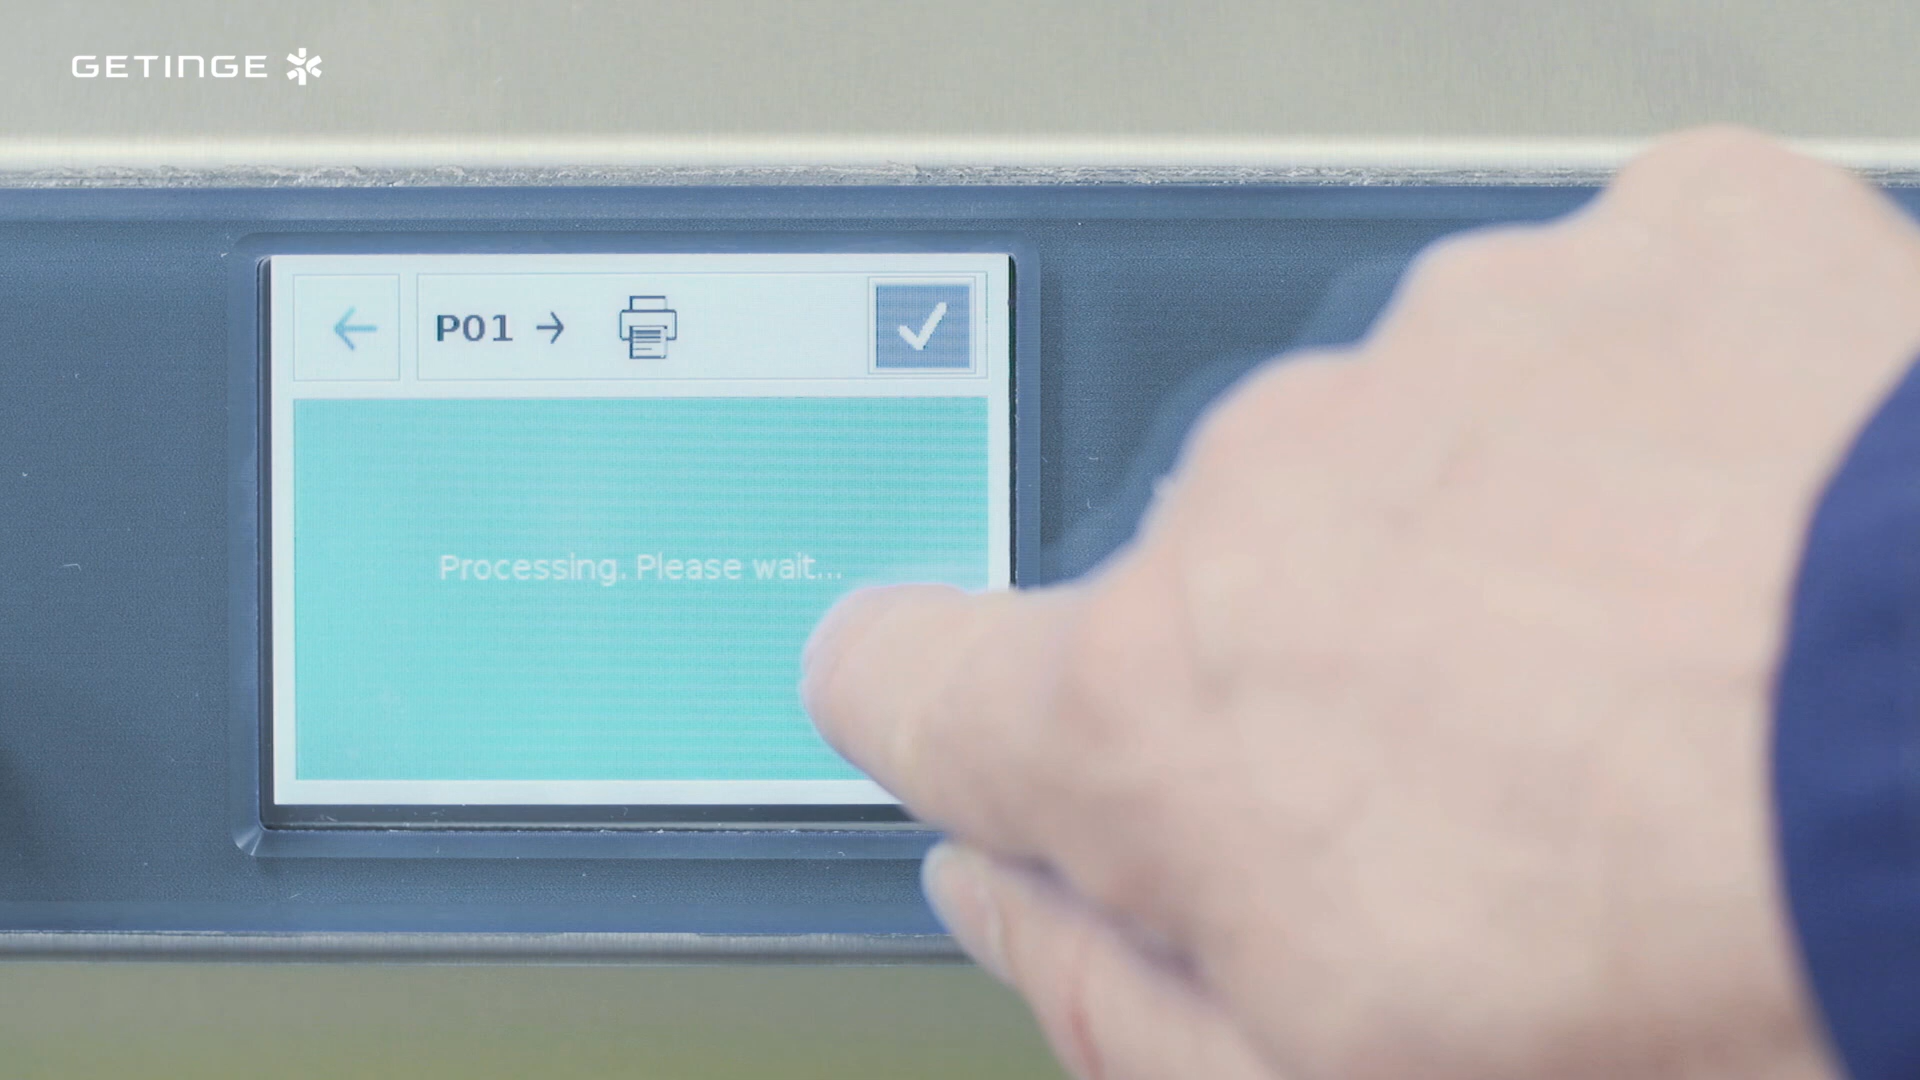 GETINGE
P01 →
Processing. Please wait...